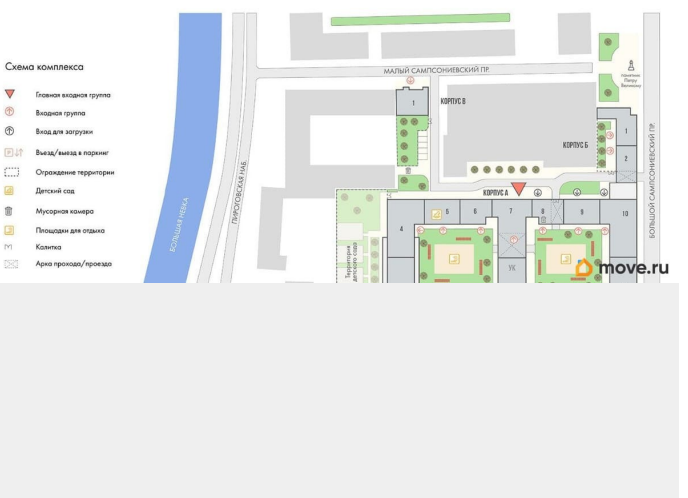 Схема комплекса
Главная входная группа
Входная группа
Вход для загрузки
Въезд/выезд в паркинг
Ограждение территории
Детский сад
Мусорная камера
Площадки для отдыха
Калитка
Арка прохода/проезда
БОЛЬШАЯ НЕВКА
ПИРОГОВСКАЯ НАБ.
МАЛЫЙ САМПСОНИЕВСКИЙ ПР.
памятник
Петру
Великому
1
КОРПУС В
КОРПУС Б
1
2
БОЛЬШОЙ САМПСОНИЕВСКИЙ ПР.
КОРПУС А
4
5
6
7
8
9
10
УК
Территория
детского сада
move.ru